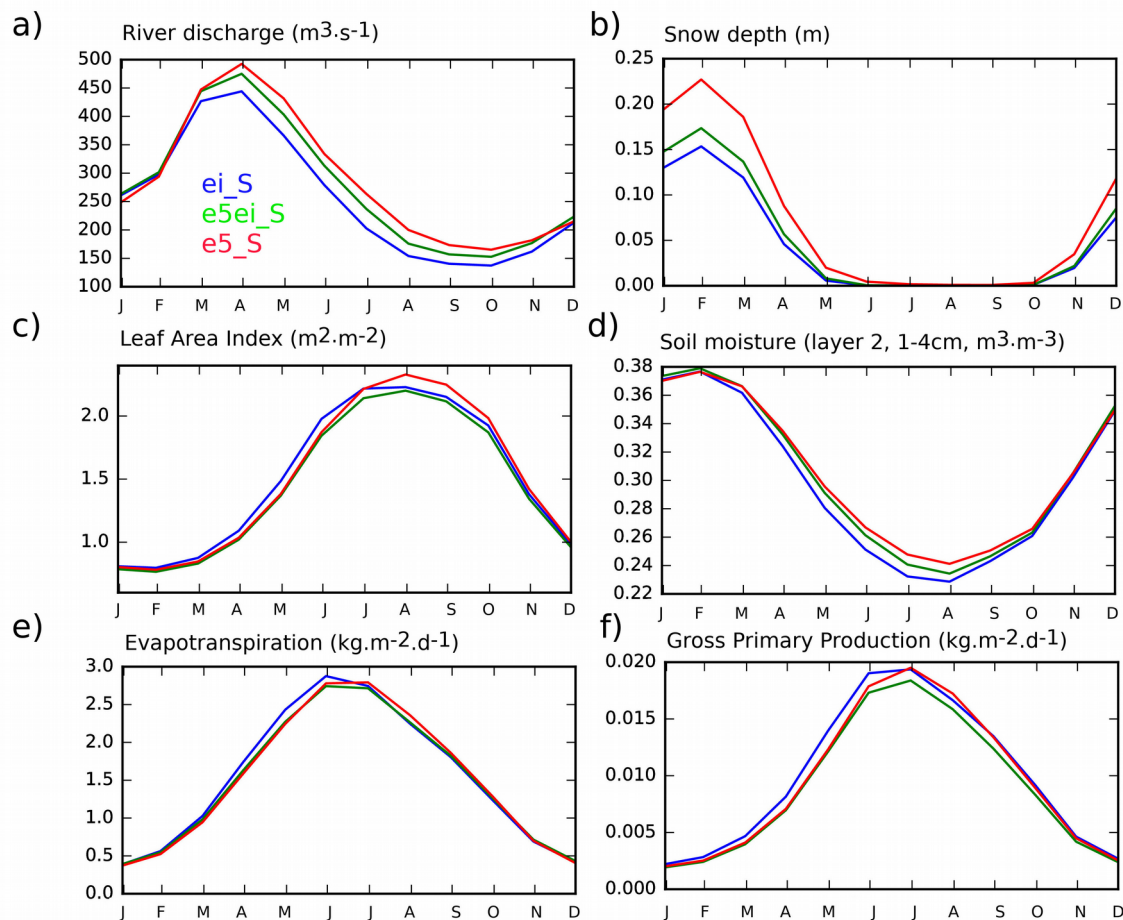 a) River discharge (m3.s-1)
500
450
400
350
300
250
200
150
100
ei_S
e5ei_S
e5_S
J F M A M J J A S O N D
b) Snow depth (m)
0.25
0.20
0.15
0.10
0.05
0.00
J F M A M J J A S O N D
c) Leaf Area Index (m2.m-2)
2.0
1.5
1.0
J F M A M J J A S O N D
d) Soil moisture (layer 2, 1-4cm, m3.m-3)
0.38
0.36
0.34
0.32
0.30
0.28
0.26
0.24
0.22
J F M A M J J A S O N D
e) Evapotranspiration (kg.m-2.d-1)
3.0
2.5
2.0
1.5
1.0
0.5
0.0
J F M A M J J A S O N D
f) Gross Primary Production (kg.m-2.d-1)
0.020
0.015
0.010
0.005
0.000
J F M A M J J A S O N D